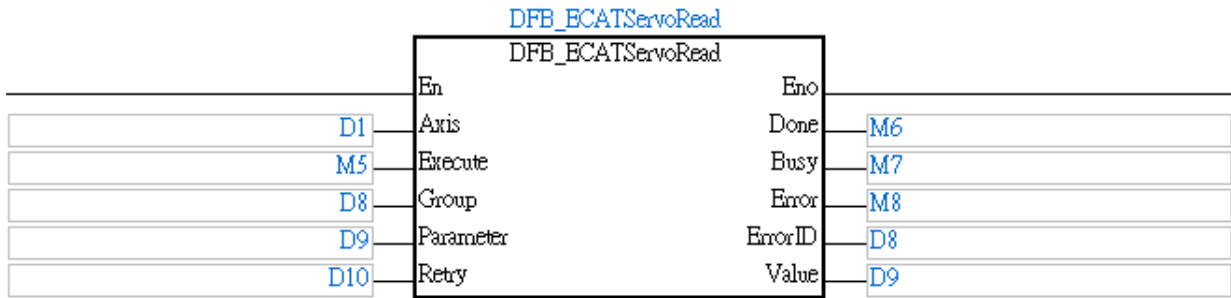 DFB_ECATServoRead
DFB_ECATServoRead
En Eno
D1 Axis Done M6
M5 Execute Busy M7
D8 Group Error M8
D9 Parameter ErrorID D8
D10 Retry Value D9